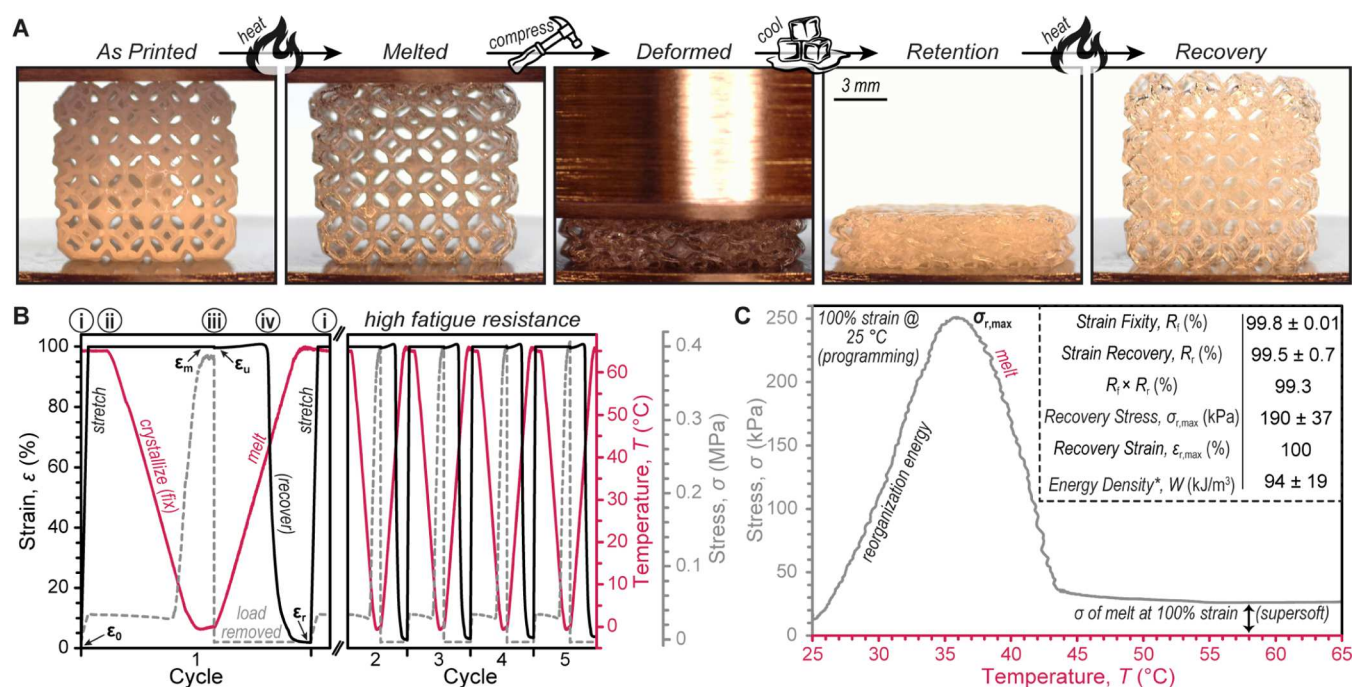 A
As Printed
heat
Melted
compress
Deformed
cool
Retention
heat
Recovery
3 mm
B
i
ii
iii
iv
i
high fatigue resistance
100
80
60
40
20
0
Strain, ε (%)
stretch
crystallize (fix)
εm
εu
melt
(recover)
stretch
load
removed
ε0
εr
1
Cycle
2
3
4
5
Cycle
60
50
40
30
20
10
0
Temperature, T (°C)
0.4
0.3
0.2
0.1
0
Stress, σ (MPa)
C
100% strain @
25 °C
(programming)
σr,max
melt
reorganization energy
250
200
150
100
50
0
Stress, σ (kPa)
Strain Fixity, Rf (%) 99.8 ± 0.01
Strain Recovery, Rr (%) 99.5 ± 0.7
Rf × Rr (%) 99.3
Recovery Stress, σr,max (kPa) 190 ± 37
Recovery Strain, εr,max (%) 100
Energy Density*, W (kJ/m³) 94 ± 19
σ of melt at 100% strain (supersoft)
25 30 35 40 45 50 55 60 65
Temperature, T (°C)